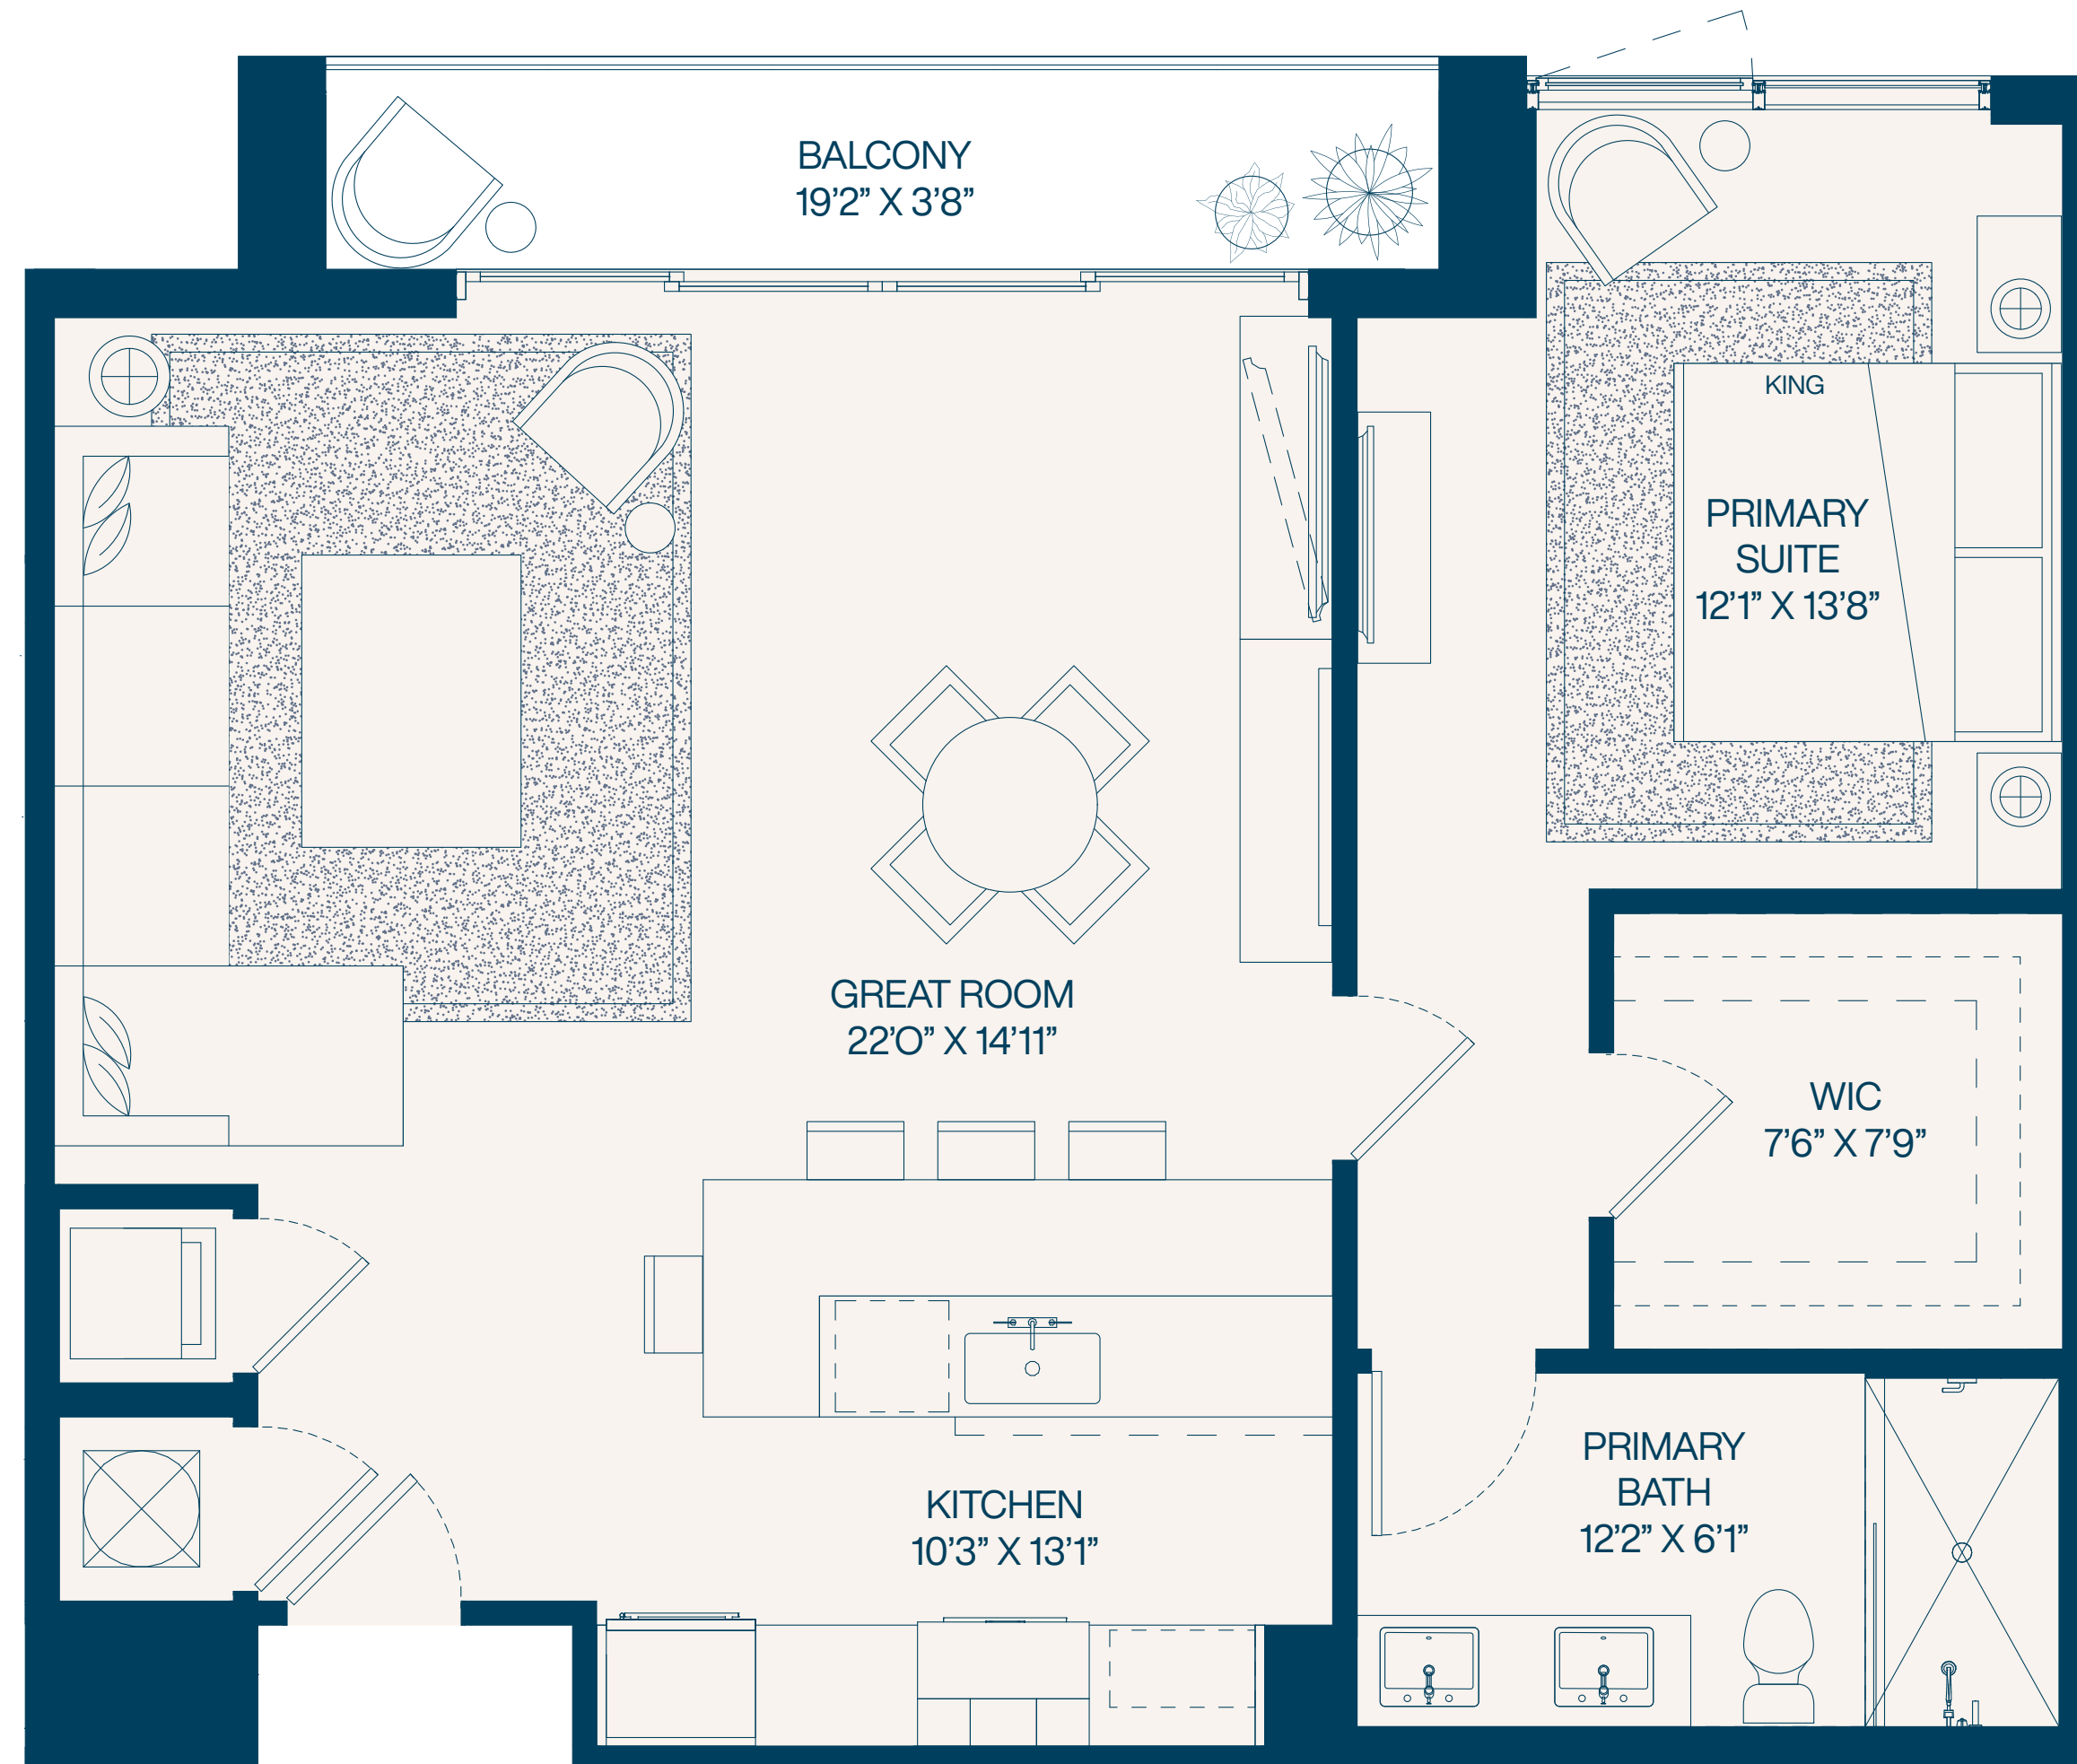 BALCONY
19’2” X 3’8”
KING
PRIMARY
SUITE
12’1” X 13’8”
GREAT ROOM
22’0” X 14’11”
WIC
7’6” X 7’9”
KITCHEN
10’3” X 13’1”
PRIMARY
BATH
12’2” X 6’1”